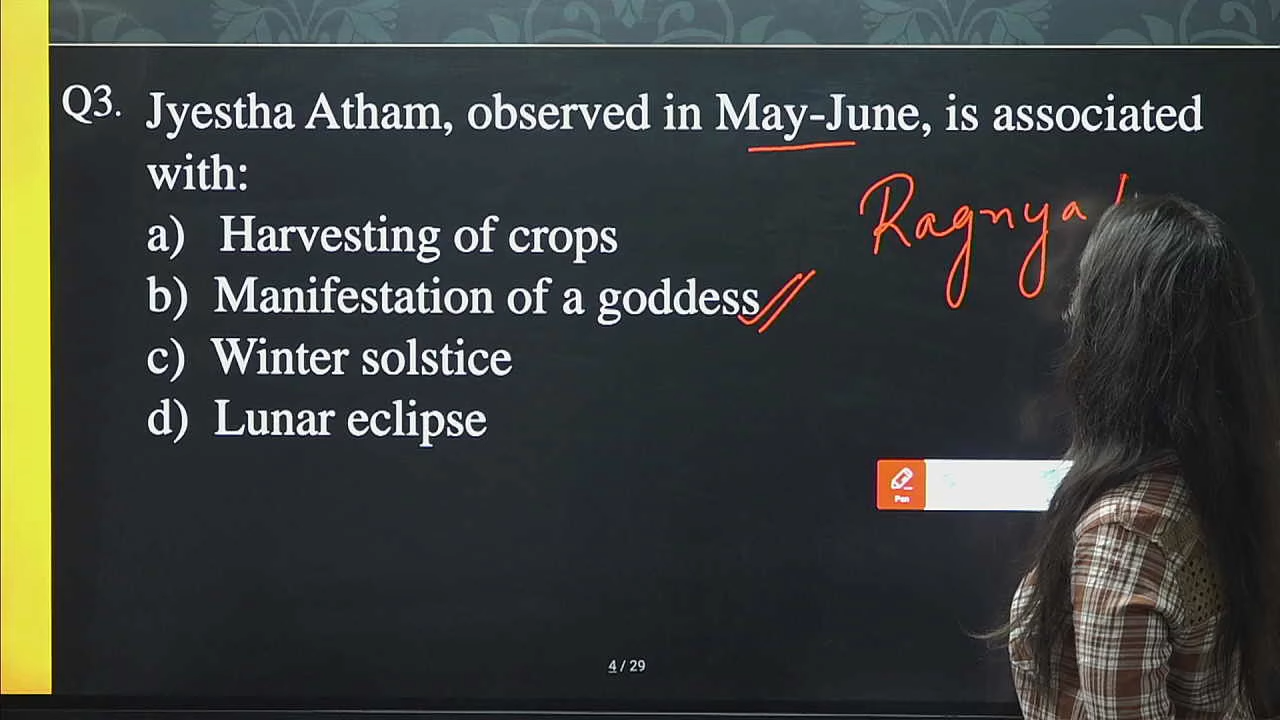 Q3. Jyestha Atham, observed in May-June, is associated
with:
Ragnya
a) Harvesting of crops
b) Manifestation of a goddess
c) Winter solstice
d) Lunar eclipse
Pen
4 / 29